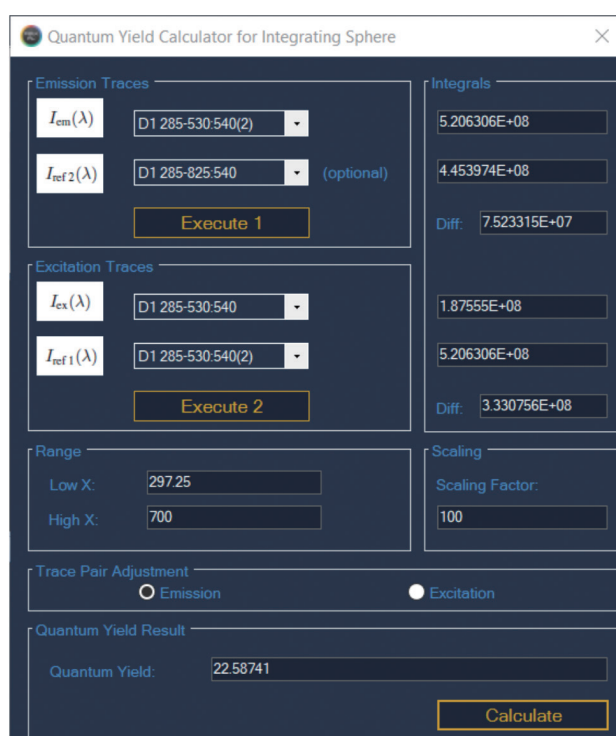 Quantum Yield Calculator for Integrating Sphere
Emission Traces
I_em(λ)
D1 285-530:540(2)
I_ref 2(λ)
D1 285-825:540
(optional)
Execute 1
Integrals
5.206306E+08
4.453974E+08
Diff: 7.523315E+07
Excitation Traces
I_ex(λ)
D1 285-530:540
I_ref 1(λ)
D1 285-530:540(2)
Execute 2
1.87555E+08
5.206306E+08
Diff: 3.330756E+08
Range
Low X: 297.25
High X: 700
Scaling
Scaling Factor:
100
Trace Pair Adjustment
Emission
Excitation
Quantum Yield Result
Quantum Yield: 22.58741
Calculate